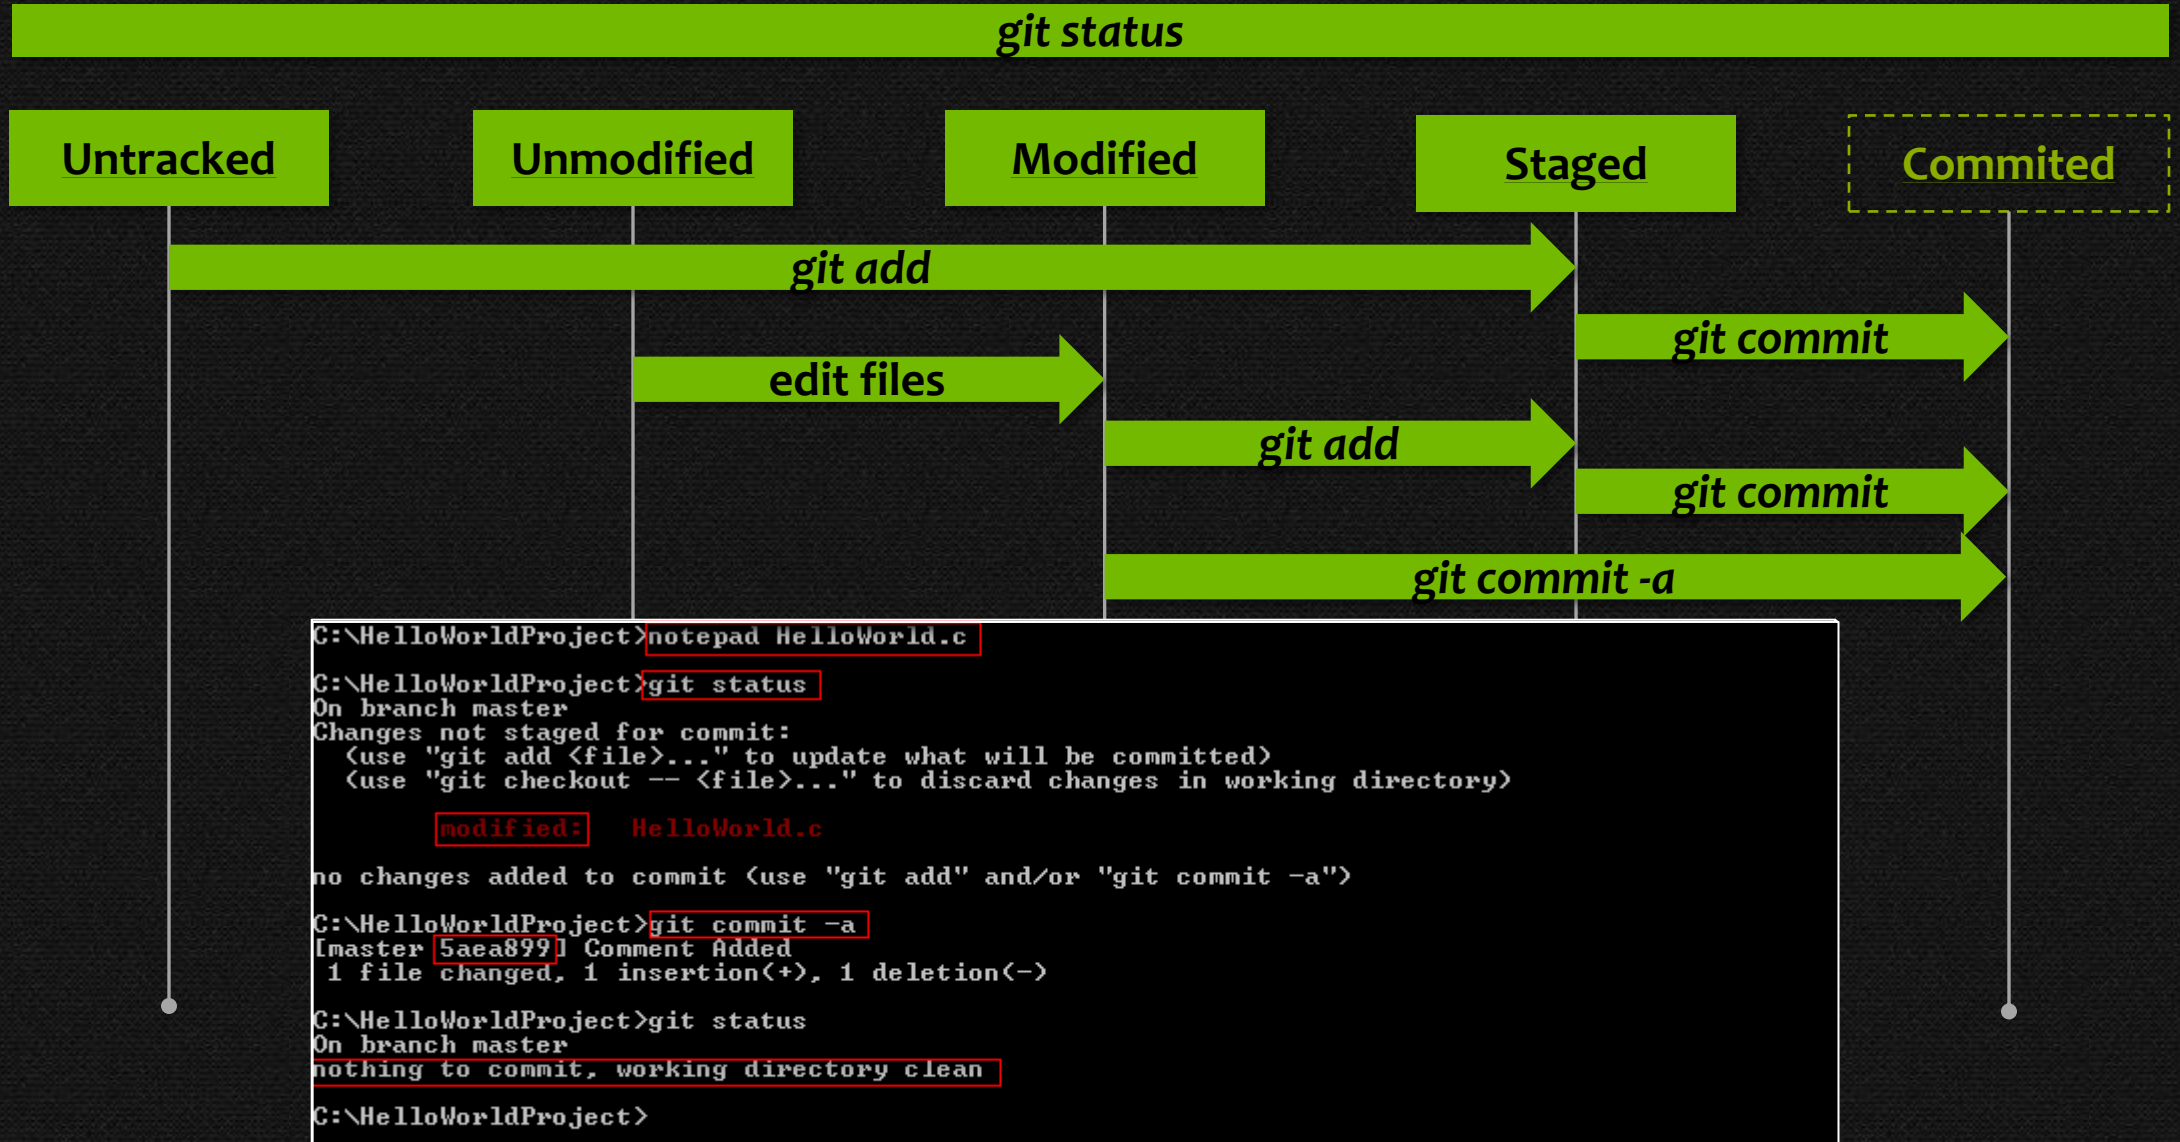 git status
Untracked
Unmodified
Modified
Staged
Commited
git add
git commit
edit files
git add
git commit
git commit -a
C:\HelloWorldProject>notepad HelloWorld.c
C:\HelloWorldProject>git status
On branch master
Changes not staged for commit:
  (use "git add <file>..." to update what will be committed)
  (use "git checkout -- <file>..." to discard changes in working directory)
        modified:   HelloWorld.c
no changes added to commit (use "git add" and/or "git commit -a")
C:\HelloWorldProject>git commit -a
[master 5aea899] Comment Added
 1 file changed, 1 insertion(+), 1 deletion(-)
C:\HelloWorldProject>git status
On branch master
nothing to commit, working directory clean
C:\HelloWorldProject>